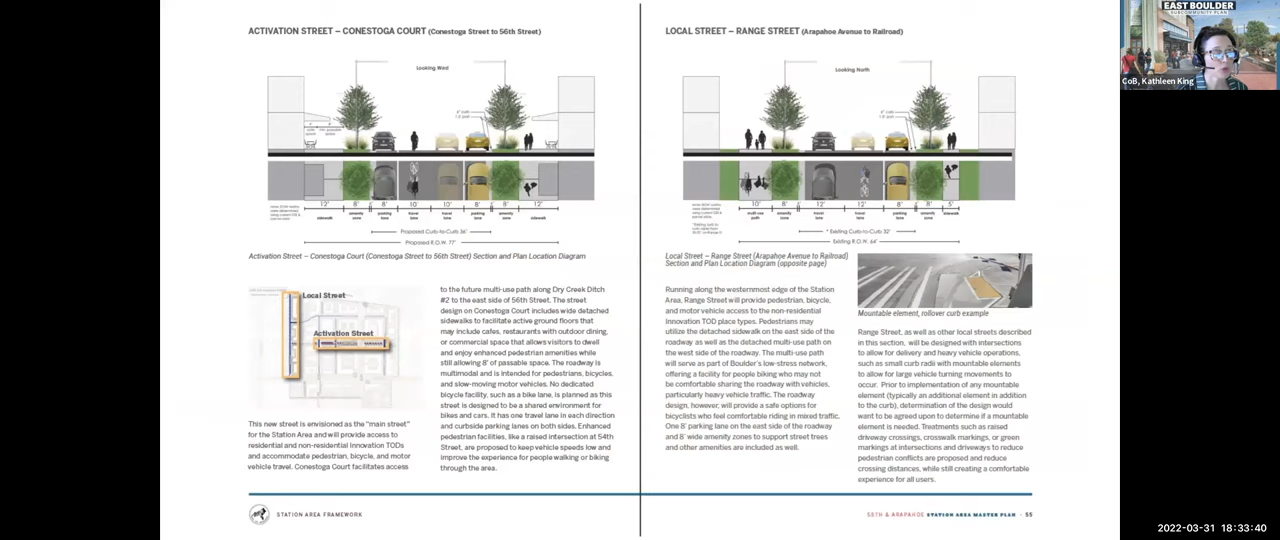 ACTIVATION STREET – CONESTOGA COURT (Conestoga Street to 56th Street)
Looking West
6" curb
1.5' pan
12'
8'
8'
10'
10'
8'
8'
12'
sidewalk
amenity zone
parking lane
travel lane
travel lane
parking lane
amenity zone
sidewalk
Proposed Curb-to-Curb 36'
Proposed R.O.W. 77'
Activation Street – Conestoga Court (Conestoga Street to 56th Street) Section and Plan Location Diagram
Local Street
Activation Street
This new street is envisioned as the "main street"
for the Station Area and will provide access to
residential and non-residential Innovation TODs
and accommodate pedestrian, bicycle, and motor
vehicle travel. Conestoga Court facilitates access
to the future multi-use path along Dry Creek Ditch
#2 to the east side of 56th Street. The street
design on Conestoga Court includes wide detached
sidewalks to facilitate active ground floors that
may include cafes, restaurants with outdoor dining,
or commercial space that allows visitors to dwell
and enjoy enhanced pedestrian amenities while
still allowing 8' of passable space. The roadway is
multimodal and is intended for pedestrians, bicycles,
and slow-moving motor vehicles. No dedicated
bicycle facility, such as a bike lane, is planned as this
street is designed to be a shared environment for
bikes and cars. It has one travel lane in each direction
and curbside parking lanes on both sides. Enhanced
pedestrian facilities, like a raised intersection at 54th
Street, are proposed to keep vehicle speeds low and
improve the experience for people walking or biking
through the area.
STATION AREA FRAMEWORK
LOCAL STREET – RANGE STREET (Arapahoe Avenue to Railroad)
Looking North
6" curb
1.5' pan
10'
8'
12'
12'
8'
8'
5'
multi-use path
amenity zone
travel lane
travel lane
parking lane
amenity zone
sidewalk
* Existing Curb-to-Curb 32'
Existing R.O.W. 64'
Local Street – Range Street (Arapahoe Avenue to Railroad)
Section and Plan Location Diagram (opposite page)
Running along the westernmost edge of the Station
Area, Range Street will provide pedestrian, bicycle,
and motor vehicle access to the non-residential
Innovation TOD place types. Pedestrians may
utilize the detached sidewalk on the east side of the
roadway as well as the detached multi-use path on
the west side of the roadway. The multi-use path
will serve as part of Boulder's low-stress network,
offering a facility for people biking who may not
be comfortable sharing the roadway with vehicles,
particularly heavy vehicle traffic. The roadway
design, however, will provide a safe options for
bicyclists who feel comfortable riding in mixed traffic.
One 8' parking lane on the east side of the roadway
and 8' wide amenity zones to support street trees
and other amenities are included as well.
Mountable element, rollover curb example
Range Street, as well as other local streets described
in this section, will be designed with intersections
to allow for delivery and heavy vehicle operations,
such as small curb radii with mountable elements
to allow for large vehicle turning movements to
occur. Prior to implementation of any mountable
element (typically an additional element in addition
to the curb), determination of the design would
want to be agreed upon to determine if a mountable
element is needed. Treatments such as raised
driveway crossings, crosswalk markings, or green
markings at intersections and driveways to reduce
pedestrian conflicts are proposed and reduce
crossing distances, while still creating a comfortable
experience for all users.
55TH & ARAPAHOE STATION AREA MASTER PLAN · 55
EAST BOULDER
SUBCOMMUNITY PLAN
CoB, Kathleen King
2022-03-31 18:33:40